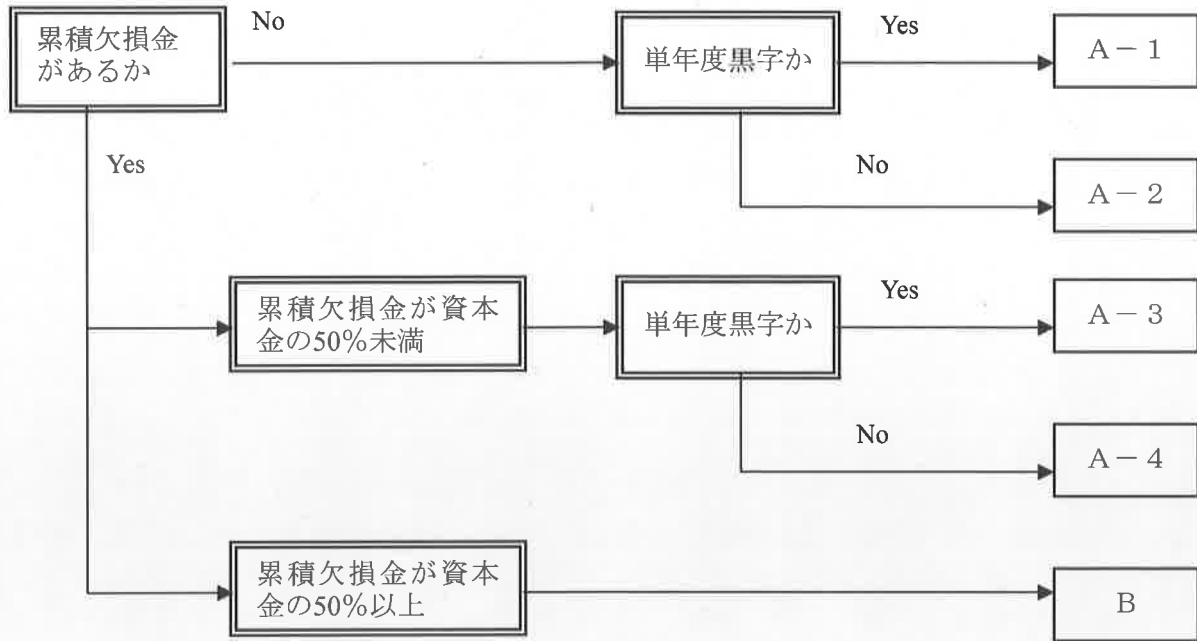 累積欠損金
があるか
No
単年度黒字か
Yes
A－1
Yes
No
A－2
累積欠損金が資本
金の50％未満
単年度黒字か
Yes
A－3
No
A－4
累積欠損金が資本
金の50％以上
B